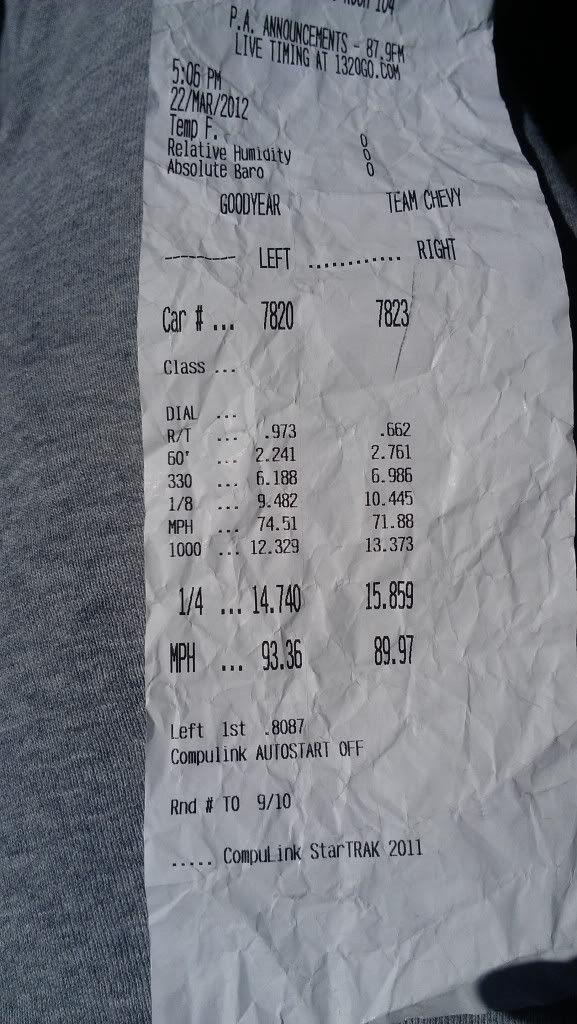 104
P.A. ANNOUNCEMENTS - 87.9FM
LIVE TIMING AT 1320GO.COM
5:06 PM
22/MAR/2012
Temp F. 0
Relative Humidity 0
Absolute Baro 0
GOODYEAR TEAM CHEVY
--------- LEFT ............ RIGHT
Car # ... 7820 7823
Class ...
DIAL ...
R/T ... .973 .662
60' ... 2.241 2.761
330 ... 6.188 6.986
1/8 ... 9.482 10.445
MPH ... 74.51 71.88
1000 ... 12.329 13.373
1/4 ... 14.740 15.859
MPH ... 93.36 89.97
Left 1st .8087
Compulink AUTOSTART OFF
Rnd # TO 9/10
..... CompuLink StarTRAK 2011